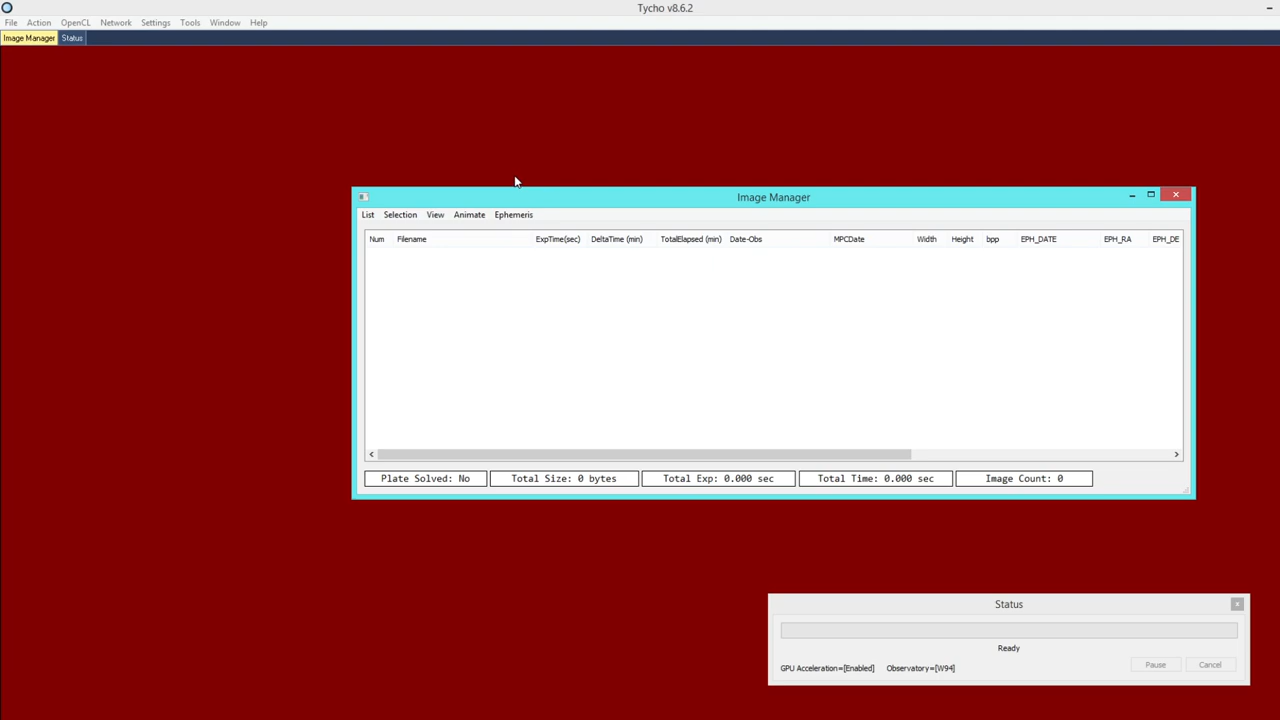 Tycho v8.6.2
File Action OpenCL Network Settings Tools Window Help
Image Manager Status
Image Manager
List Selection View Animate Ephemeris
Num Filename ExpTime(sec) DeltaTime (min) TotalElapsed (min) Date-Obs MPCDate Width Height bpp EPH_DATE EPH_RA EPH_DE
Plate Solved: No Total Size: 0 bytes Total Exp: 0.000 sec Total Time: 0.000 sec Image Count: 0
Status
Ready
GPU Acceleration=[Enabled] Observatory=[W94] Pause Cancel